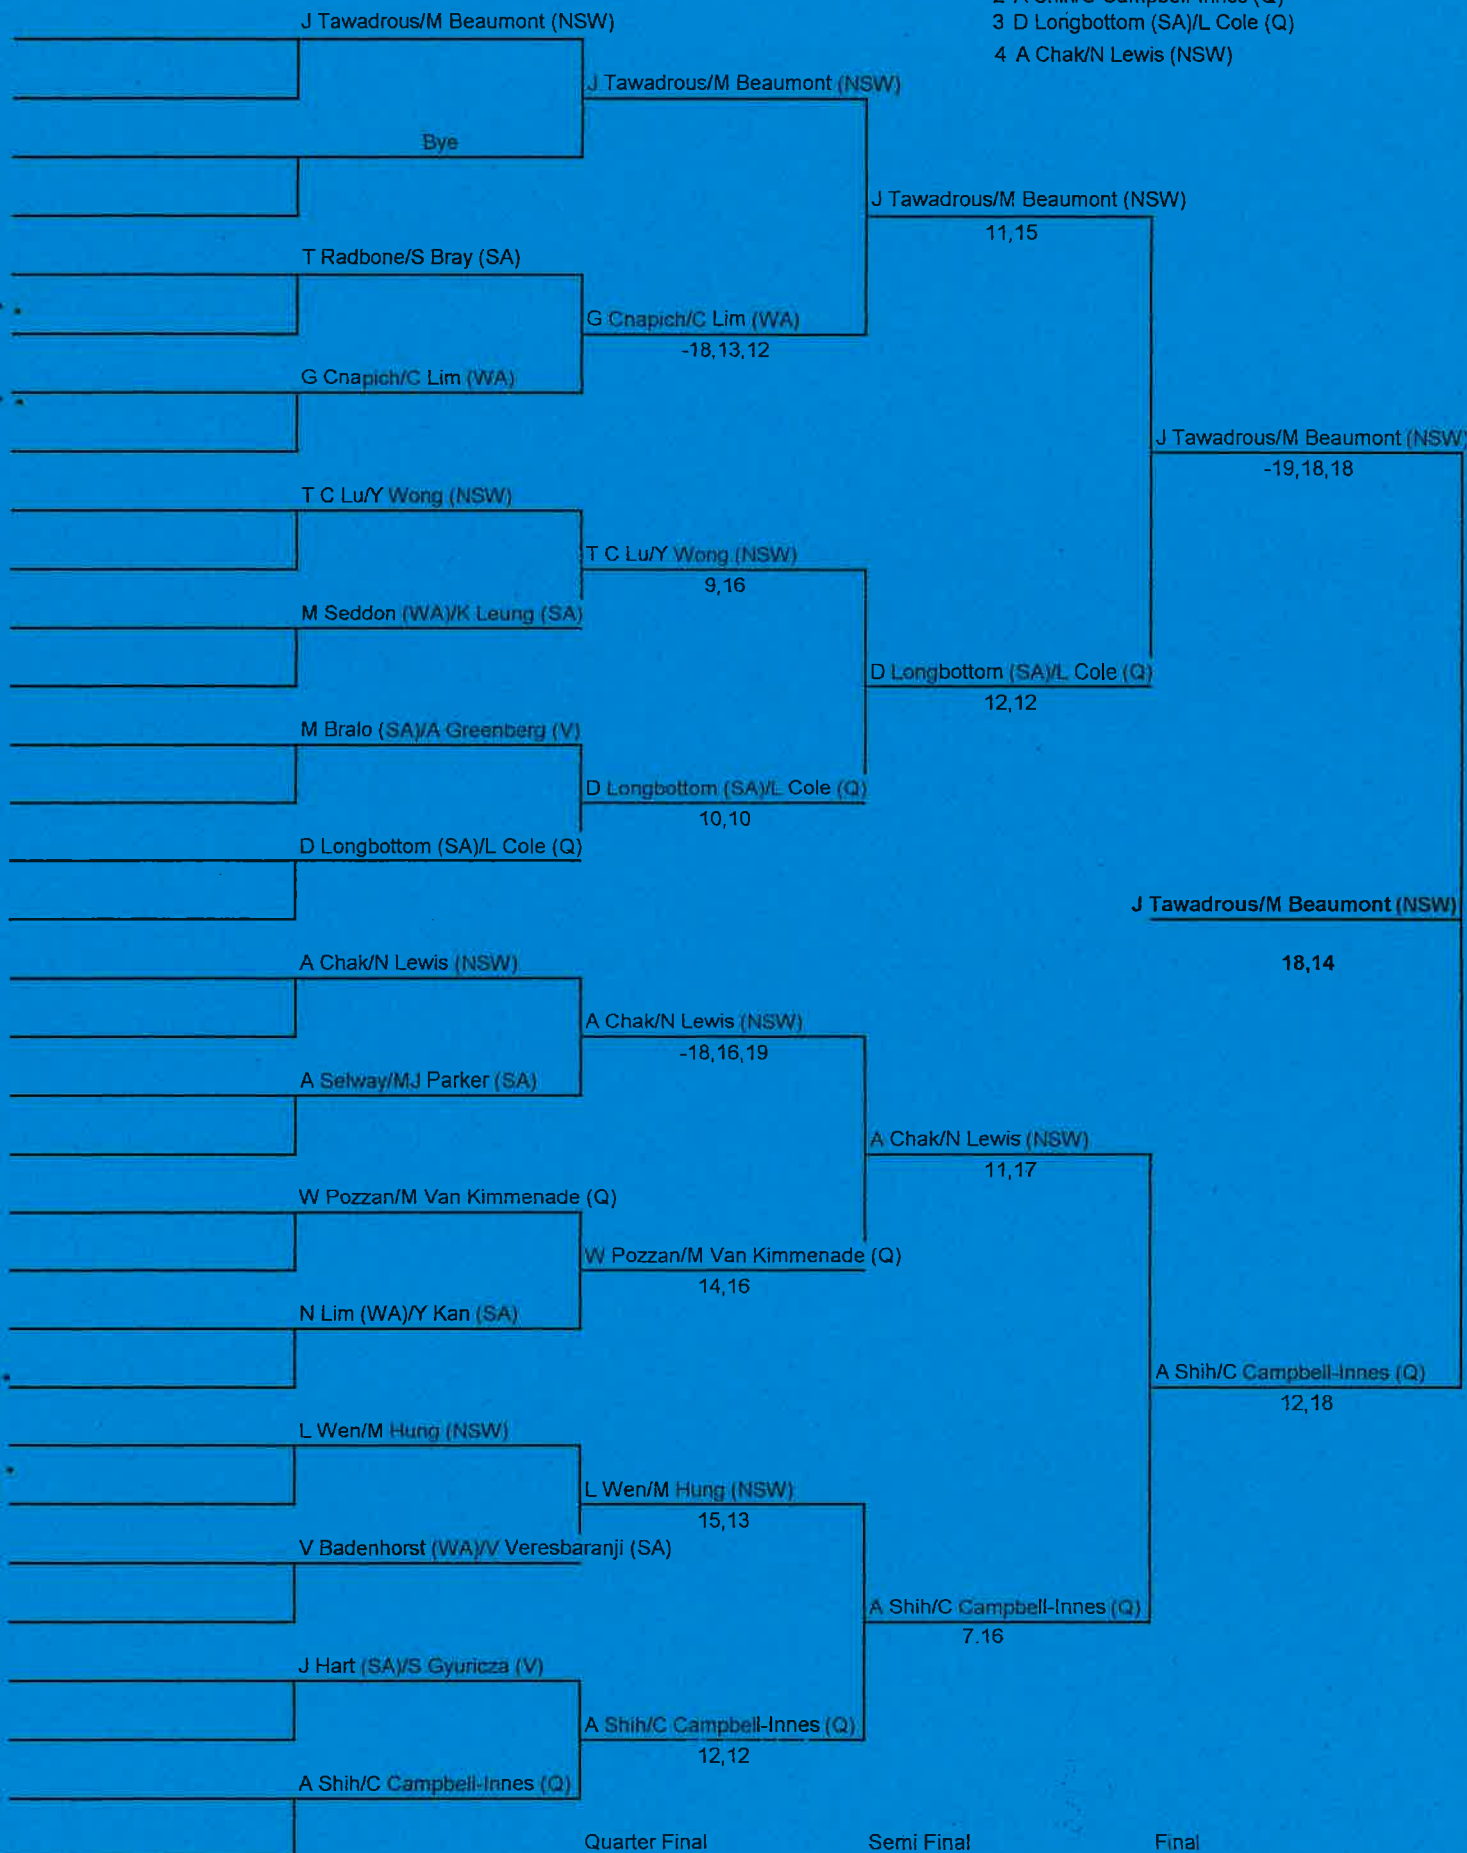 2 A Shih/C Campbell-Innes (Q)
J Tawadrous/M Beaumont (NSW)
3 D Longbottom (SA)/L Cole (Q)
4 A Chak/N Lewis (NSW)
J Tawadrous/M Beaumont (NSW)
Bye
J Tawadrous/M Beaumont (NSW)
11,15
T Radbone/S Bray (SA)
G Cnapich/C Lim (WA)
-18,13,12
G Cnapich/C Lim (WA)
J Tawadrous/M Beaumont (NSW)
-19,18,18
T C Lu/Y Wong (NSW)
T C Lu/Y Wong (NSW)
9,16
M Seddon (WA)/K Leung (SA)
D Longbottom (SA)/L Cole (Q)
12,12
M Bralo (SA)/A Greenberg (V)
D Longbottom (SA)/L Cole (Q)
10,10
D Longbottom (SA)/L Cole (Q)
J Tawadrous/M Beaumont (NSW)
18,14
A Chak/N Lewis (NSW)
A Chak/N Lewis (NSW)
-18,16,19
A Selway/MJ Parker (SA)
A Chak/N Lewis (NSW)
11,17
W Pozzan/M Van Kimmenade (Q)
W Pozzan/M Van Kimmenade (Q)
14,16
N Lim (WA)/Y Kan (SA)
A Shih/C Campbell-Innes (Q)
12,18
L Wen/M Hung (NSW)
L Wen/M Hung (NSW)
15,13
V Badenhorst (WA)/V Veresbaranji (SA)
A Shih/C Campbell-Innes (Q)
7.16
J Hart (SA)/S Gyuricza (V)
A Shih/C Campbell-Innes (Q)
12,12
A Shih/C Campbell-Innes (Q)
Quarter Final
Semi Final
Final